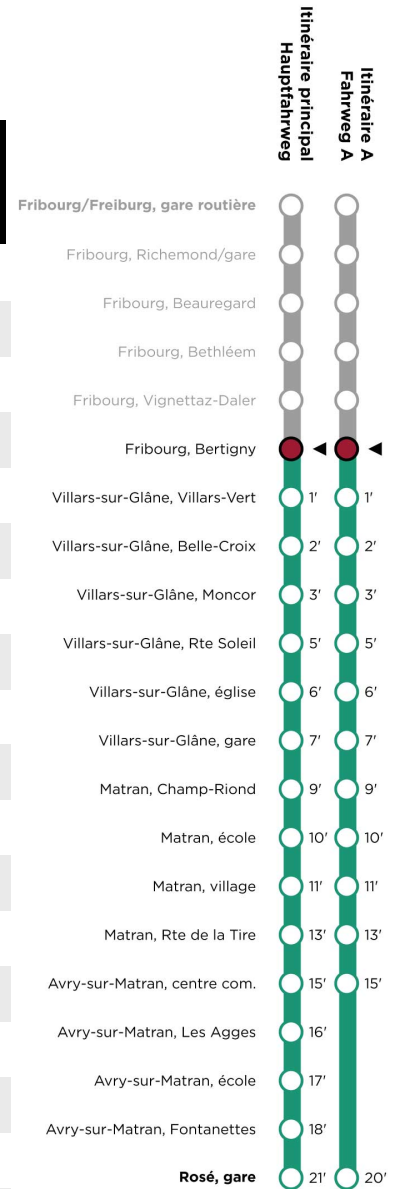 Itinéraire principal
Hauptfahrweg
Itinéraire A
Fahrweg A
Fribourg/Freiburg, gare routière
Fribourg, Richemond/gare
Fribourg, Beauregard
Fribourg, Bethléem
Fribourg, Vignettaz-Daler
Fribourg, Bertigny
Villars-sur-Glâne, Villars-Vert 1' 1'
Villars-sur-Glâne, Belle-Croix 2' 2'
Villars-sur-Glâne, Moncor 3' 3'
Villars-sur-Glâne, Rte Soleil 5' 5'
Villars-sur-Glâne, église 6' 6'
Villars-sur-Glâne, gare 7' 7'
Matran, Champ-Riond 9' 9'
Matran, école 10' 10'
Matran, village 11' 11'
Matran, Rte de la Tire 13' 13'
Avry-sur-Matran, centre com. 15' 15'
Avry-sur-Matran, Les Agges 16'
Avry-sur-Matran, école 17'
Avry-sur-Matran, Fontanettes 18'
Rosé, gare 21' 20'